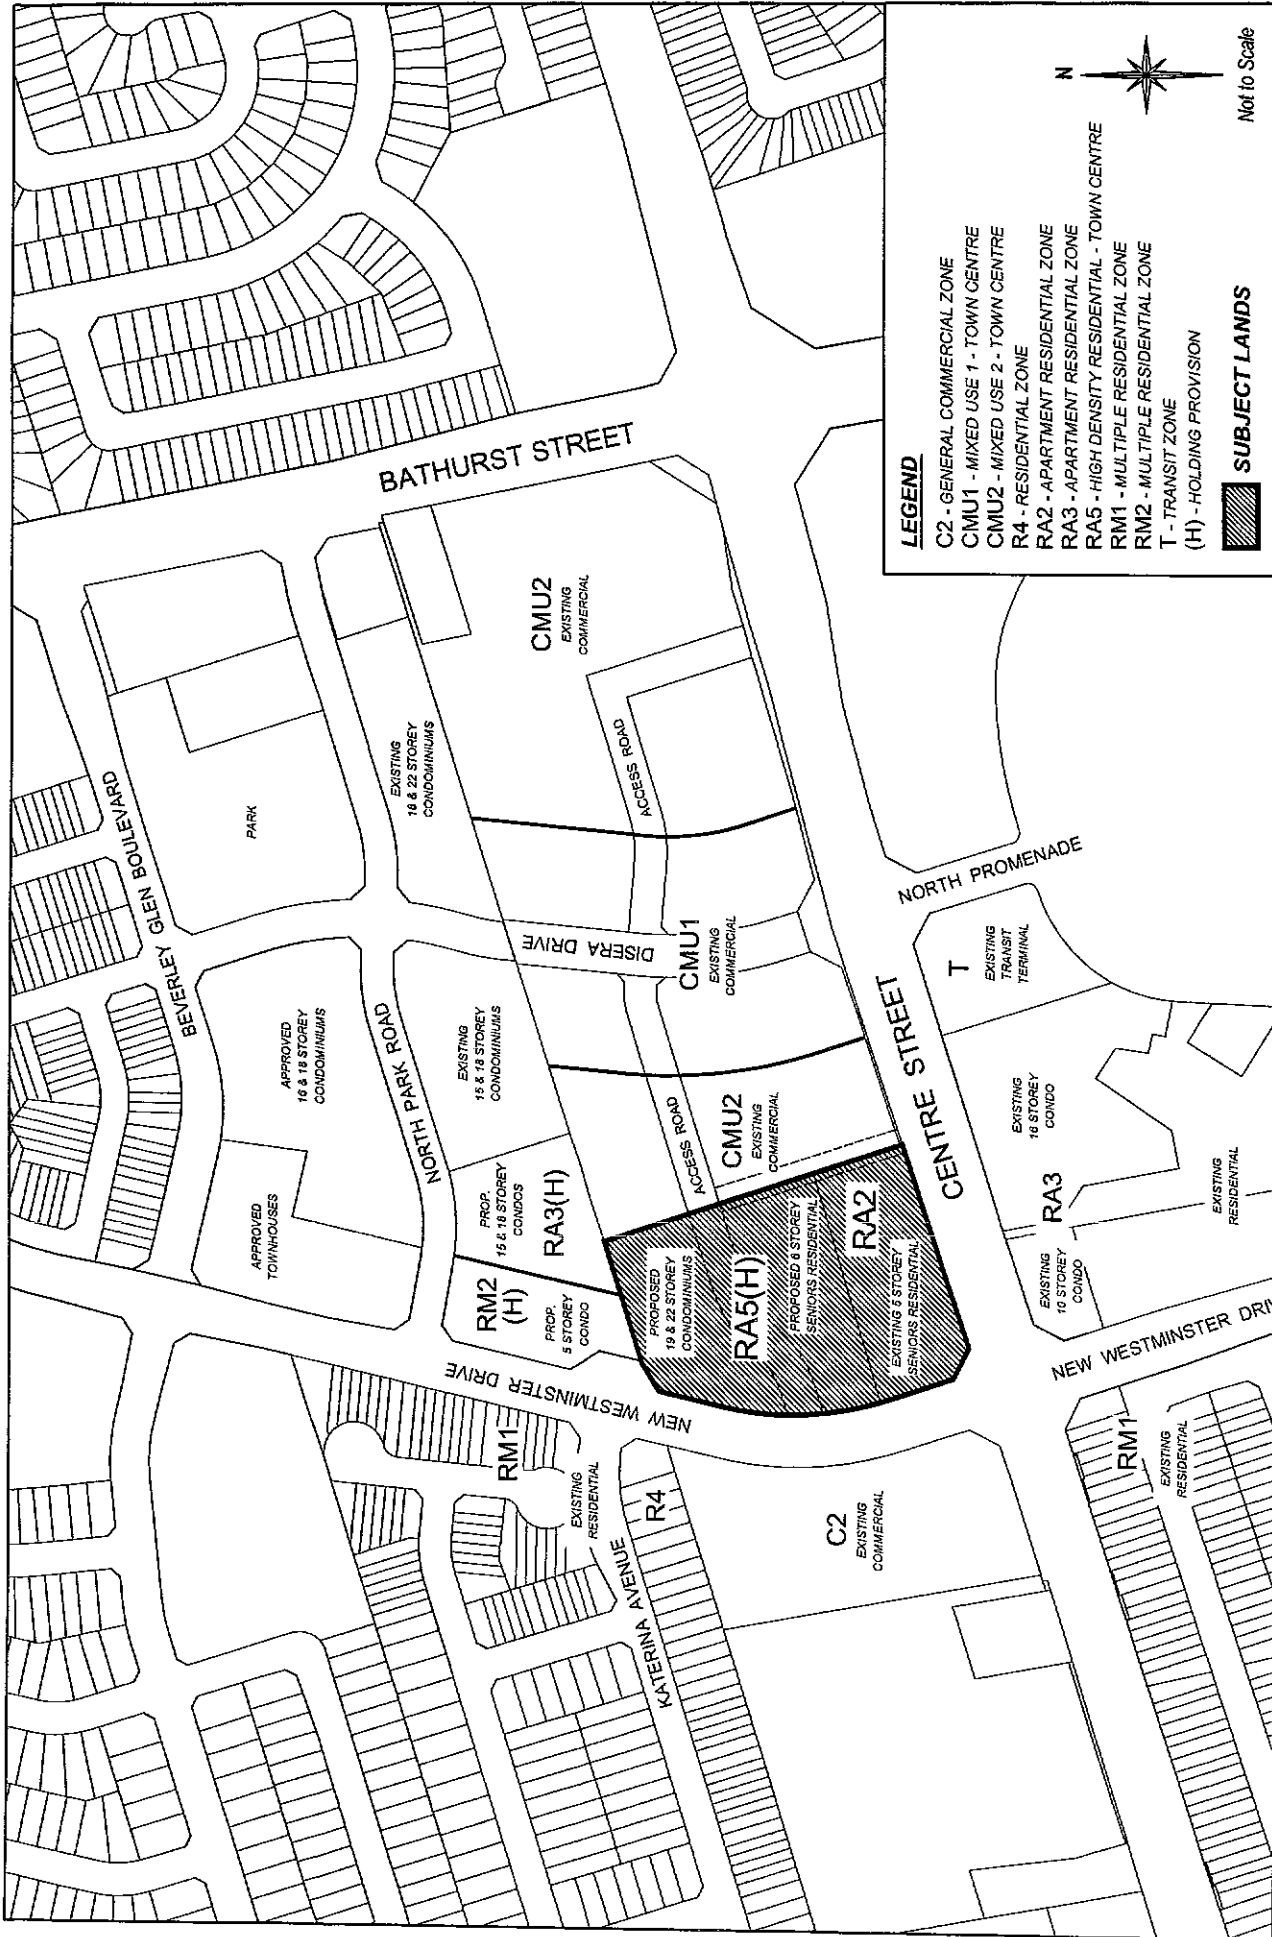 BEVERLEY GLEN BOULEVARD
PARK
BATHURST STREET
APPROVED
16 & 18 STOREY
CONDOMINIUMS
APPROVED
TOWNHOUSES
NORTH PARK ROAD
EXISTING
18 & 22 STOREY
CONDOMINIUMS
EXISTING
15 & 18 STOREY
CONDOMINIUMS
PROP.
15 & 18 STOREY
CONDOS
RA3(H)
RM2
(H)
PROP.
5 STOREY
CONDO
NEW WESTMINSTER DRIVE
DISERA DRIVE
CMU2
EXISTING
COMMERCIAL
ACCESS ROAD
CMU1
EXISTING
COMMERCIAL
ACCESS ROAD
CMU2
EXISTING
COMMERCIAL
PROPOSED
19 & 22 STOREY
CONDOMINIUMS
RA5(H)
PROPOSED 6 STOREY
SENIORS RESIDENTIAL
RA2
EXISTING 5 STOREY
SENIORS RESIDENTIAL
RM1
EXISTING
RESIDENTIAL
R4
KATERINA AVENUE
C2
EXISTING
COMMERCIAL
CENTRE STREET
NORTH PROMENADE
T
EXISTING
TRANSIT
TERMINAL
EXISTING
16 STOREY
CONDO
RA3
EXISTING
10 STOREY
CONDO
EXISTING
RESIDENTIAL
NEW WESTMINSTER DRIV
RM1
EXISTING
RESIDENTIAL
LEGEND
C2 - GENERAL COMMERCIAL ZONE
CMU1 - MIXED USE 1 - TOWN CENTRE
CMU2 - MIXED USE 2 - TOWN CENTRE
R4 - RESIDENTIAL ZONE
RA2 - APARTMENT RESIDENTIAL ZONE
RA3 - APARTMENT RESIDENTIAL ZONE
RA5 - HIGH DENSITY RESIDENTIAL - TOWN CENTRE
RM1 - MULTIPLE RESIDENTIAL ZONE
RM2 - MULTIPLE RESIDENTIAL ZONE
T - TRANSIT ZONE
(H) - HOLDING PROVISION
SUBJECT LANDS
N
Not to Scale